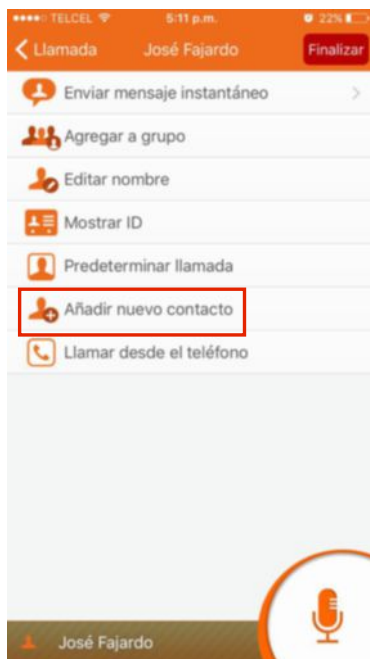 TELCEL 5:11 p.m. 22%
Llamada José Fajardo Finalizar
Enviar mensaje instantáneo
Agregar a grupo
Editar nombre
Mostrar ID
Predeterminar llamada
Añadir nuevo contacto
Llamar desde el teléfono
José Fajardo